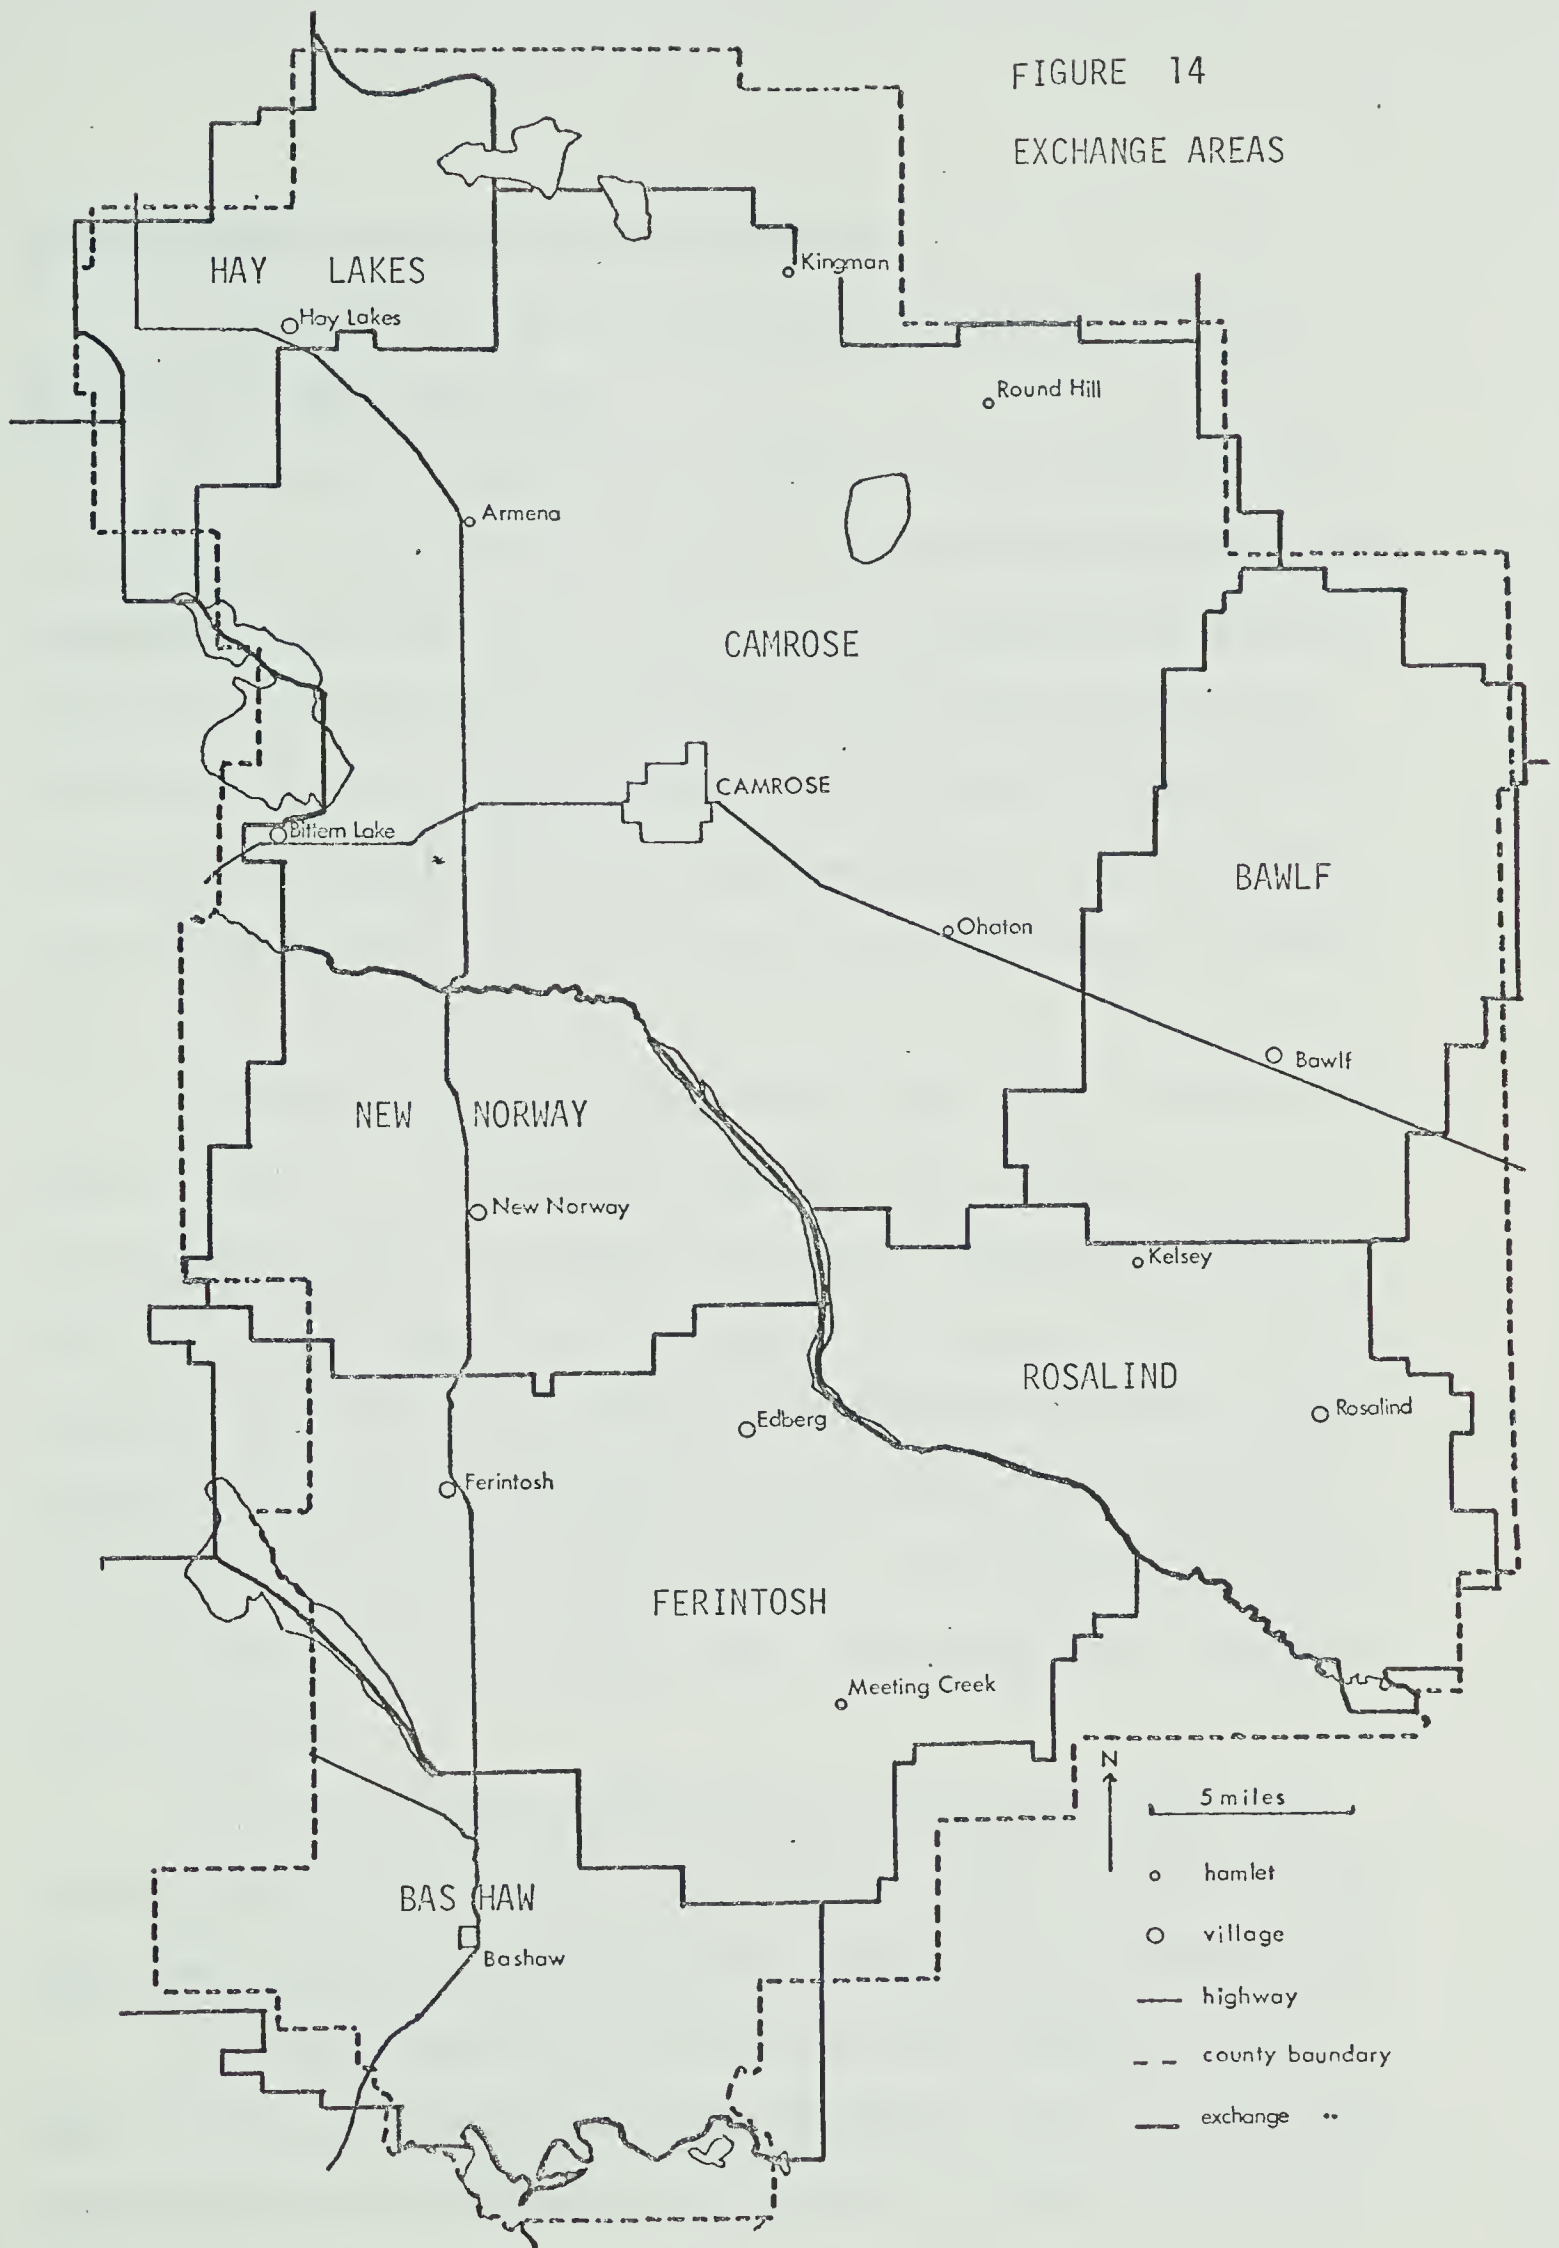 FIGURE 14
EXCHANGE AREAS
HAY LAKES
Hay Lakes
Kingman
Round Hill
Armena
CAMROSE
CAMROSE
Bittern Lake
BAWLF
Ohaton
Bawlf
NEW NORWAY
New Norway
Kelsey
ROSALIND
Rosalind
Edberg
Ferintosh
FERINTOSH
Meeting Creek
N
5 miles
hamlet
village
highway
county boundary
exchange
BASHAW
Bashaw